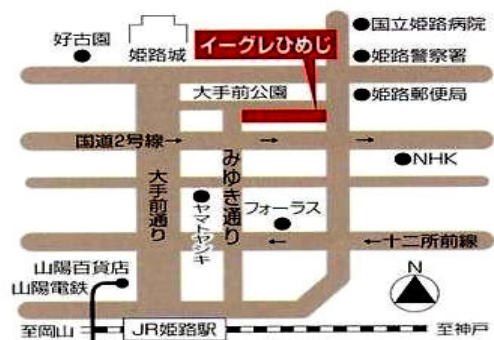 好古園
姫路城
イーグレひめじ
国立姫路病院
姫路警察署
大手前公園
姫路郵便局
国道2号線→
→
→
みゆき通り
NHK
大手前通り
ヤマトヤシキ
フォーラス
←
←十二所前線
山陽百貨店
山陽電鉄
N
至岡山
JR姫路駅
至神戸